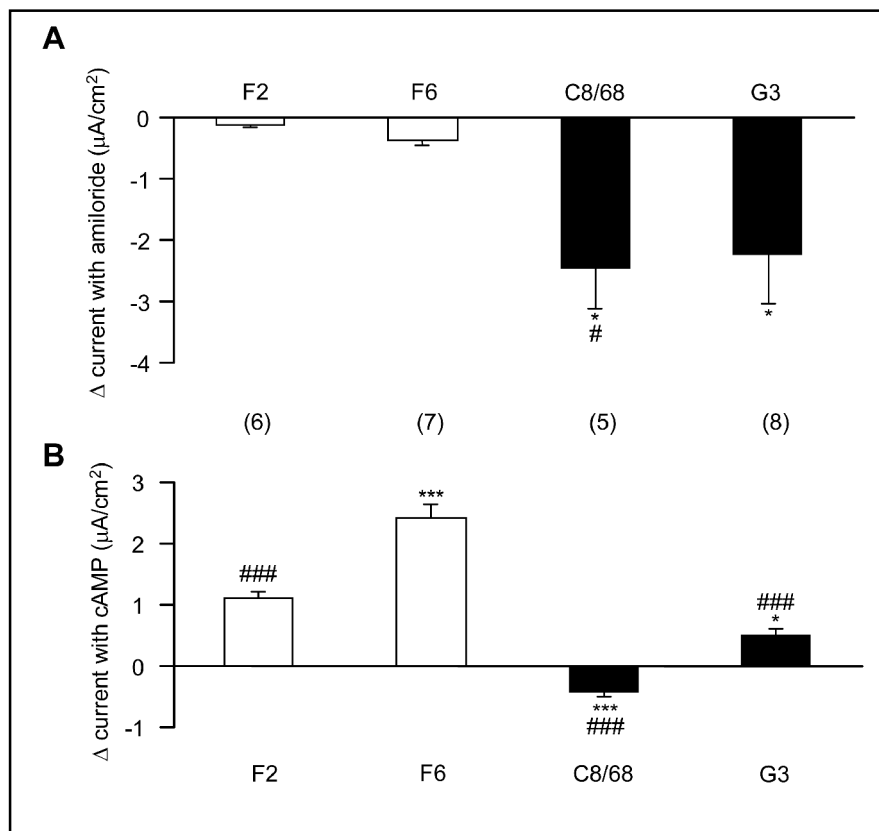 A
F2 F6 C8/68 G3
Δ current with amiloride (µA/cm²)
0
-1
-2
-3
-4
*
#
*
(6) (7) (5) (8)
B
Δ current with cAMP (µA/cm²)
3
2
1
0
-1
###
***
***
###
###
*
F2 F6 C8/68 G3